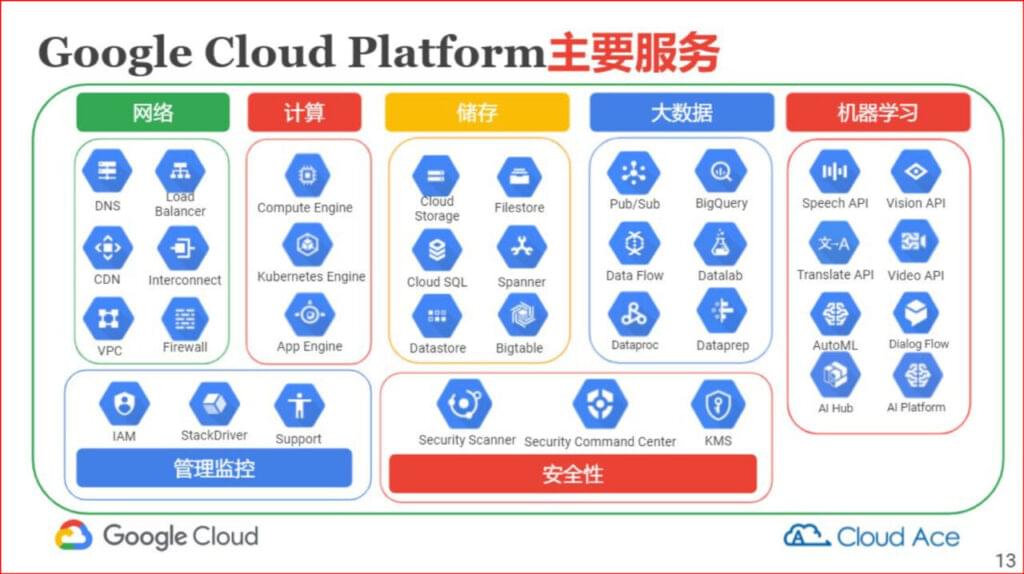 Google Cloud Platform主要服务
网络
计算
储存
大数据
机器学习
DNS
Load
Balancer
CDN
Interconnect
VPC
Firewall
Compute Engine
Kubernetes Engine
App Engine
Cloud
Storage
Filestore
Cloud SQL
Spanner
Datastore
Bigtable
Pub/Sub
BigQuery
Data Flow
Datalab
Dataproc
Dataprep
Speech API
Vision API
文→A
Translate API
Video API
AutoML
Dialog Flow
AI Hub
AI Platform
IAM
StackDriver
Support
管理监控
Security Scanner
Security Command Center
KMS
安全性
Google Cloud
A
Cloud Ace
13